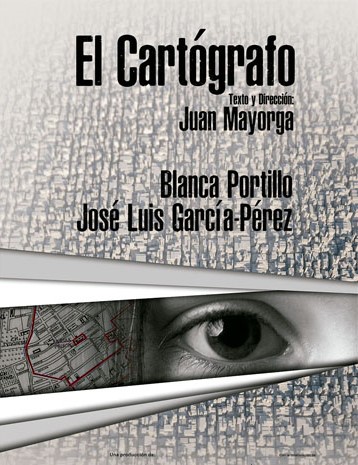 El Cartógrafo
Texto y Dirección:
Juan Mayorga
Blanca Portillo
José Luis García-Pérez
Una producción de: